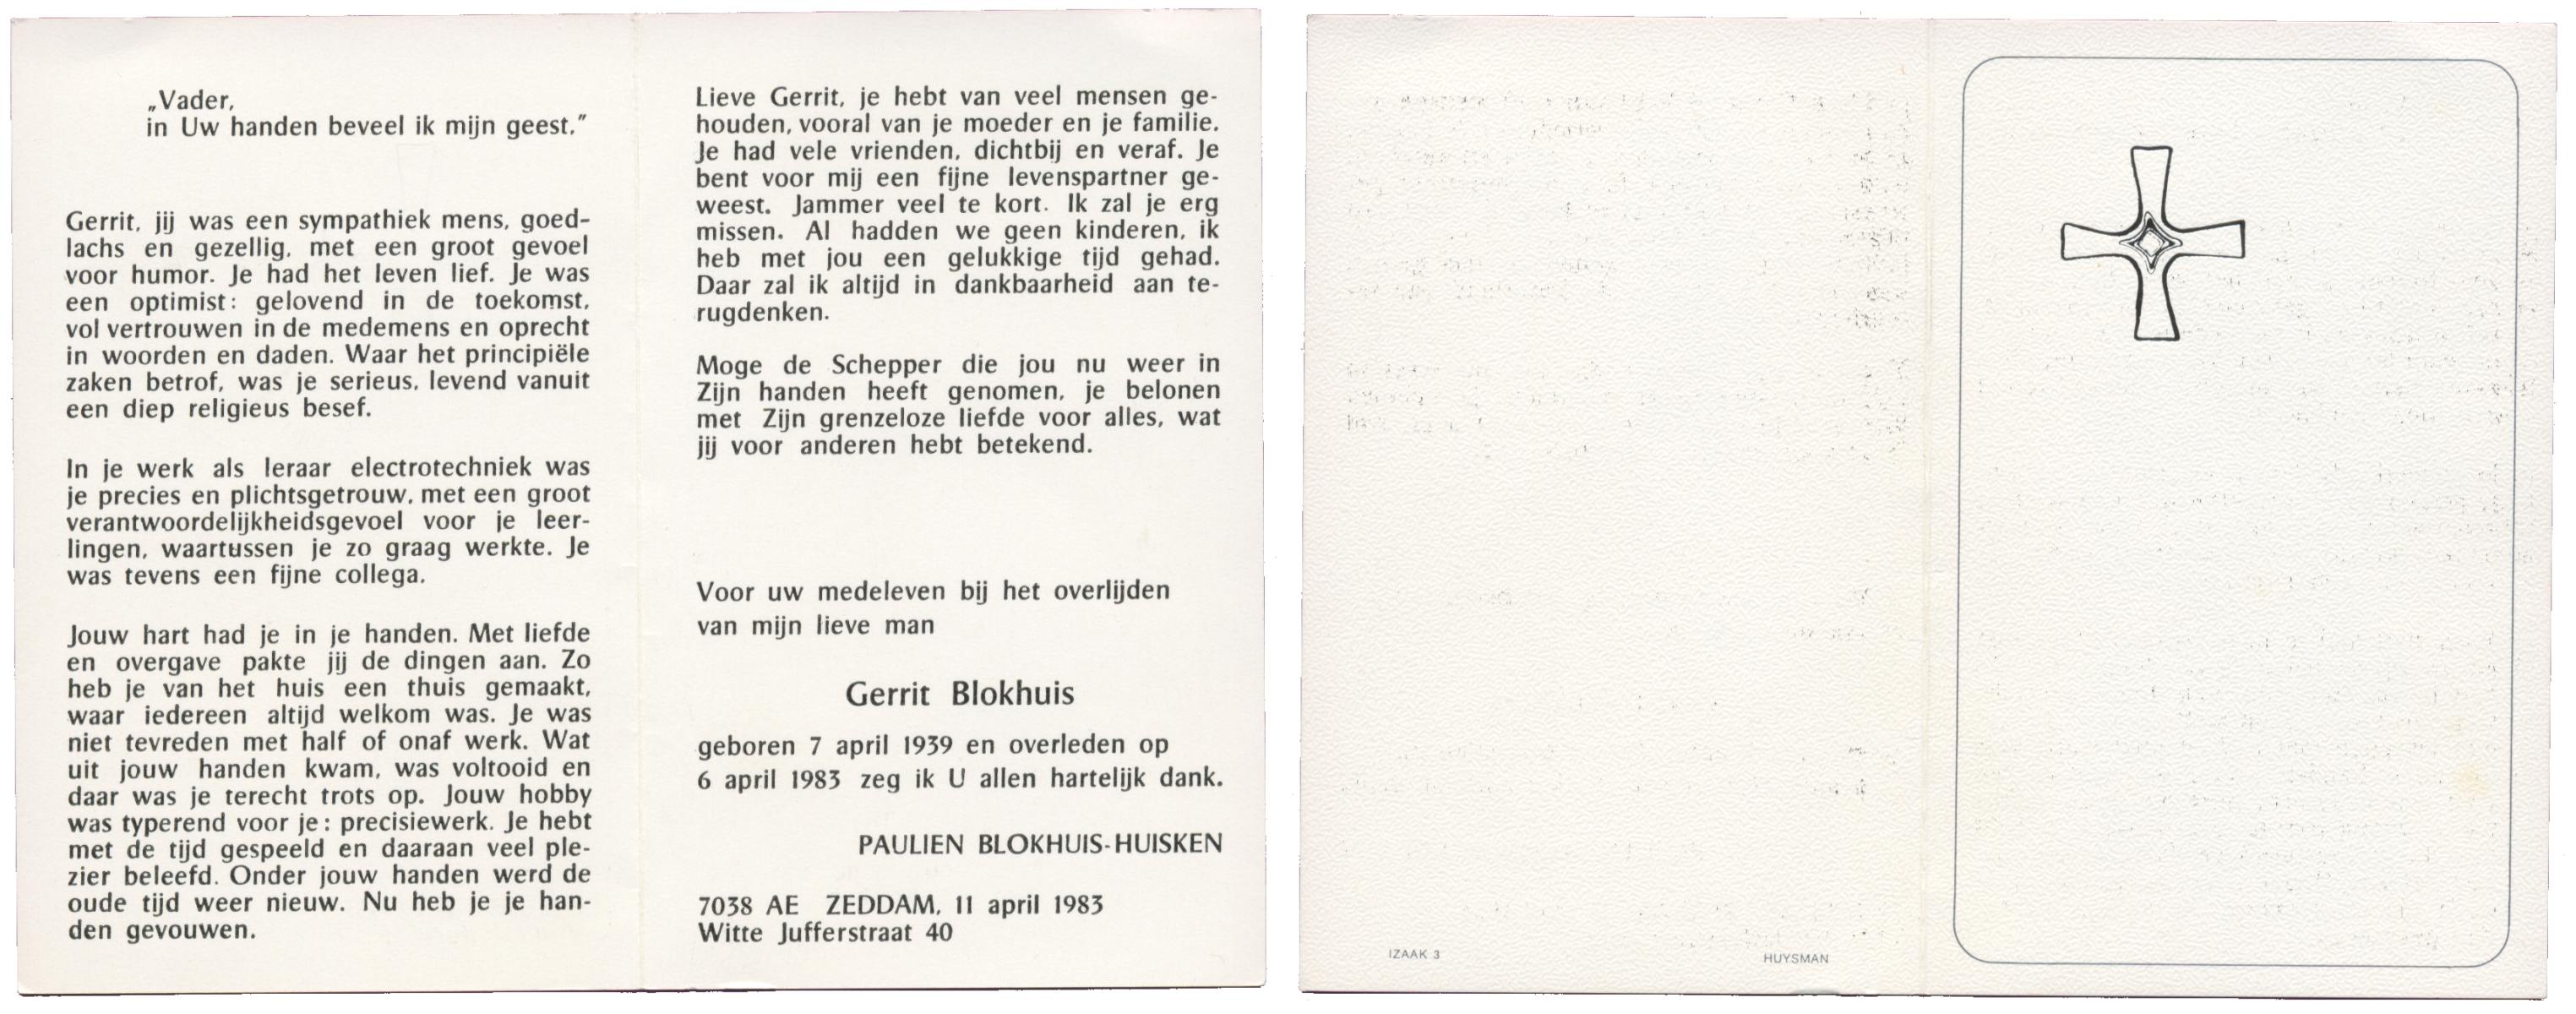 „Vader,
in Uw handen beveel ik mijn geest."
Gerrit, jij was een sympathiek mens, goed-
lachs en gezellig, met een groot gevoel
voor humor. Je had het leven lief. Je was
een optimist: gelovend in de toekomst,
vol vertrouwen in de medemens en oprecht
in woorden en daden. Waar het principiële
zaken betrof, was je serieus, levend vanuit
een diep religieus besef.
In je werk als leraar electrotechniek was
je precies en plichtsgetrouw, met een groot
verantwoordelijkheidsgevoel voor je leer-
lingen, waartussen je zo graag werkte. Je
was tevens een fijne collega.
Jouw hart had je in je handen. Met liefde
en overgave pakte jij de dingen aan. Zo
heb je van het huis een thuis gemaakt,
waar iedereen altijd welkom was. Je was
niet tevreden met half of onaf werk. Wat
uit jouw handen kwam, was voltooid en
daar was je terecht trots op. Jouw hobby
was typerend voor je: precisiewerk. Je hebt
met de tijd gespeeld en daaraan veel ple-
zier beleefd. Onder jouw handen werd de
oude tijd weer nieuw. Nu heb je je han-
den gevouwen.
Lieve Gerrit, je hebt van veel mensen ge-
houden, vooral van je moeder en je familie.
Je had vele vrienden, dichtbij en veraf. Je
bent voor mij een fijne levenspartner ge-
weest. Jammer veel te kort. Ik zal je erg
missen. Al hadden we geen kinderen, ik
heb met jou een gelukkige tijd gehad.
Daar zal ik altijd in dankbaarheid aan te-
rugdenken.
Moge de Schepper die jou nu weer in
Zijn handen heeft genomen, je belonen
met Zijn grenzeloze liefde voor alles, wat
jij voor anderen hebt betekend.
Voor uw medeleven bij het overlijden
van mijn lieve man
Gerrit Blokhuis
geboren 7 april 1939 en overleden op
6 april 1983 zeg ik U allen hartelijk dank.
PAULIEN BLOKHUIS-HUISKEN
7038 AE ZEDDAM, 11 april 1983
Witte Jufferstraat 40
IZAAK 3
HUYSMAN